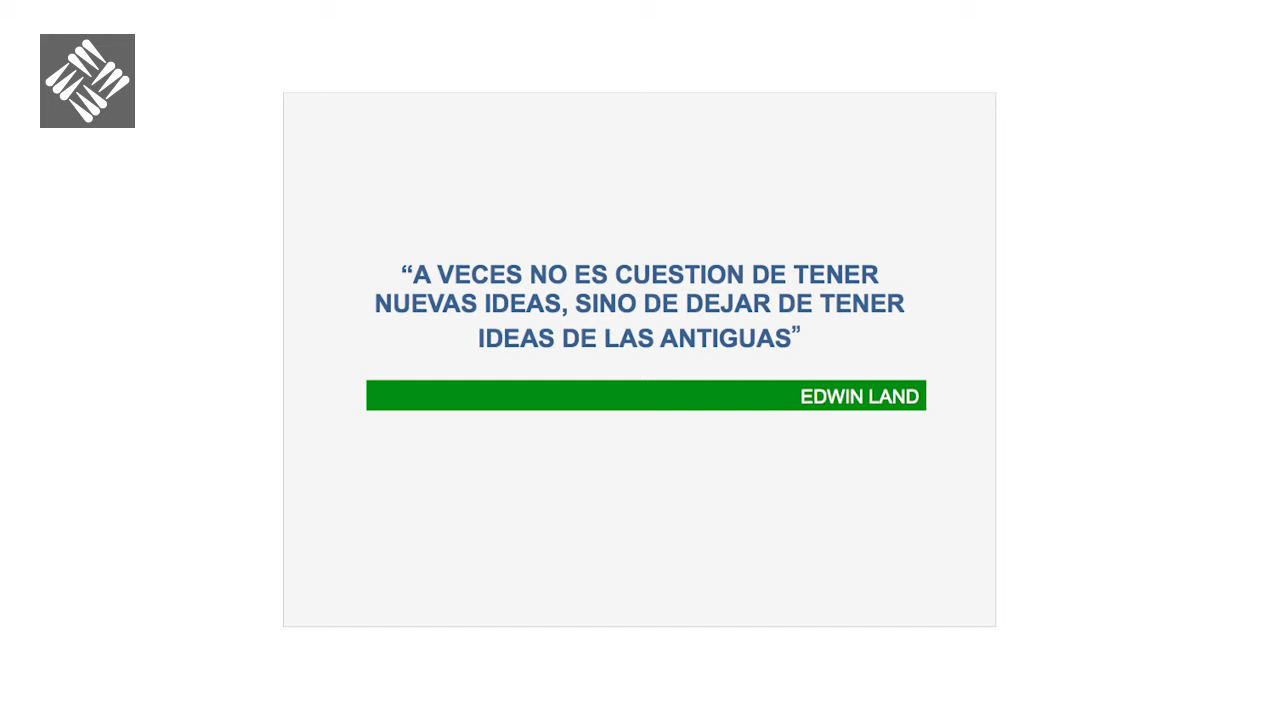 “A VECES NO ES CUESTION DE TENER
NUEVAS IDEAS, SINO DE DEJAR DE TENER
IDEAS DE LAS ANTIGUAS”
EDWIN LAND